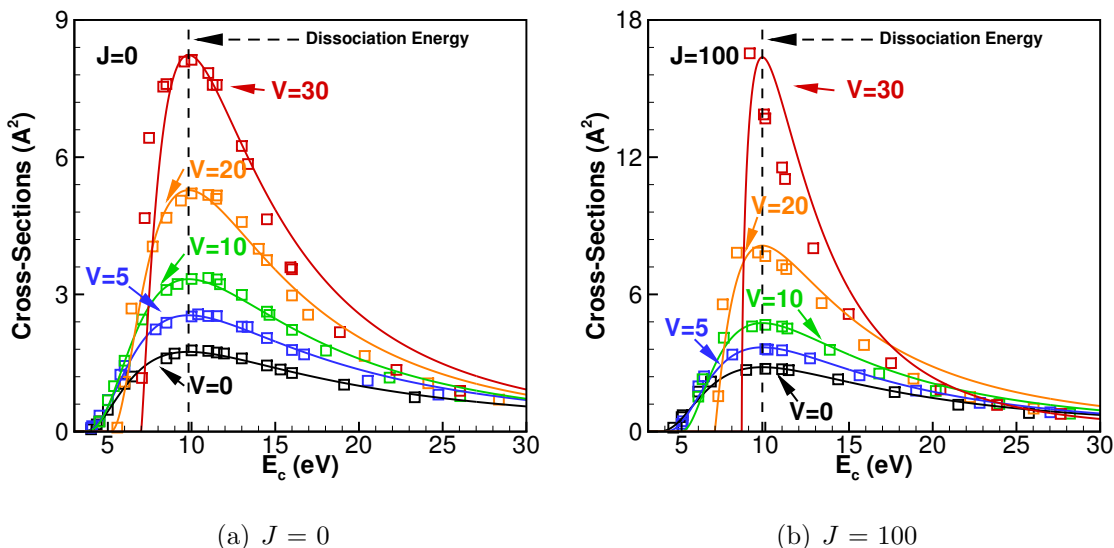 9
6
3
0
Cross-Sections (A²)
J=0
Dissociation Energy
V=30
V=20
V=10
V=5
V=0
5 10 15 20 25 30
E_c (eV)
(a) J = 0
18
12
6
0
Cross-Sections (A²)
J=100
Dissociation Energy
V=30
V=20
V=10
V=5
V=0
5 10 15 20 25 30
E_c (eV)
(b) J = 100